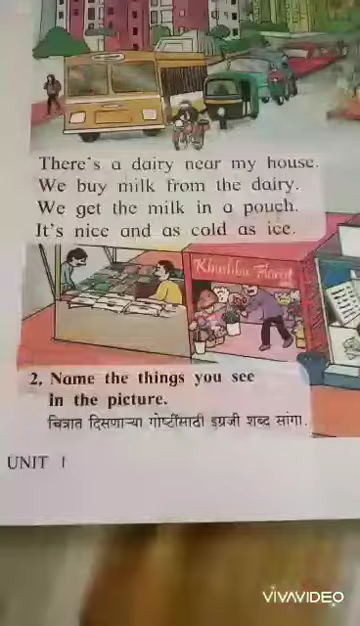 There's a dairy near my house.
We buy milk from the dairy.
We get the milk in a pouch.
It's nice and as cold as ice.
Khushbu Florist
2. Name the things you see
in the picture.
चित्रात दिसणाऱ्या गोष्टींसाठी इंग्रजी शब्द सांगा.
UNIT 1
VIVAVIDEO